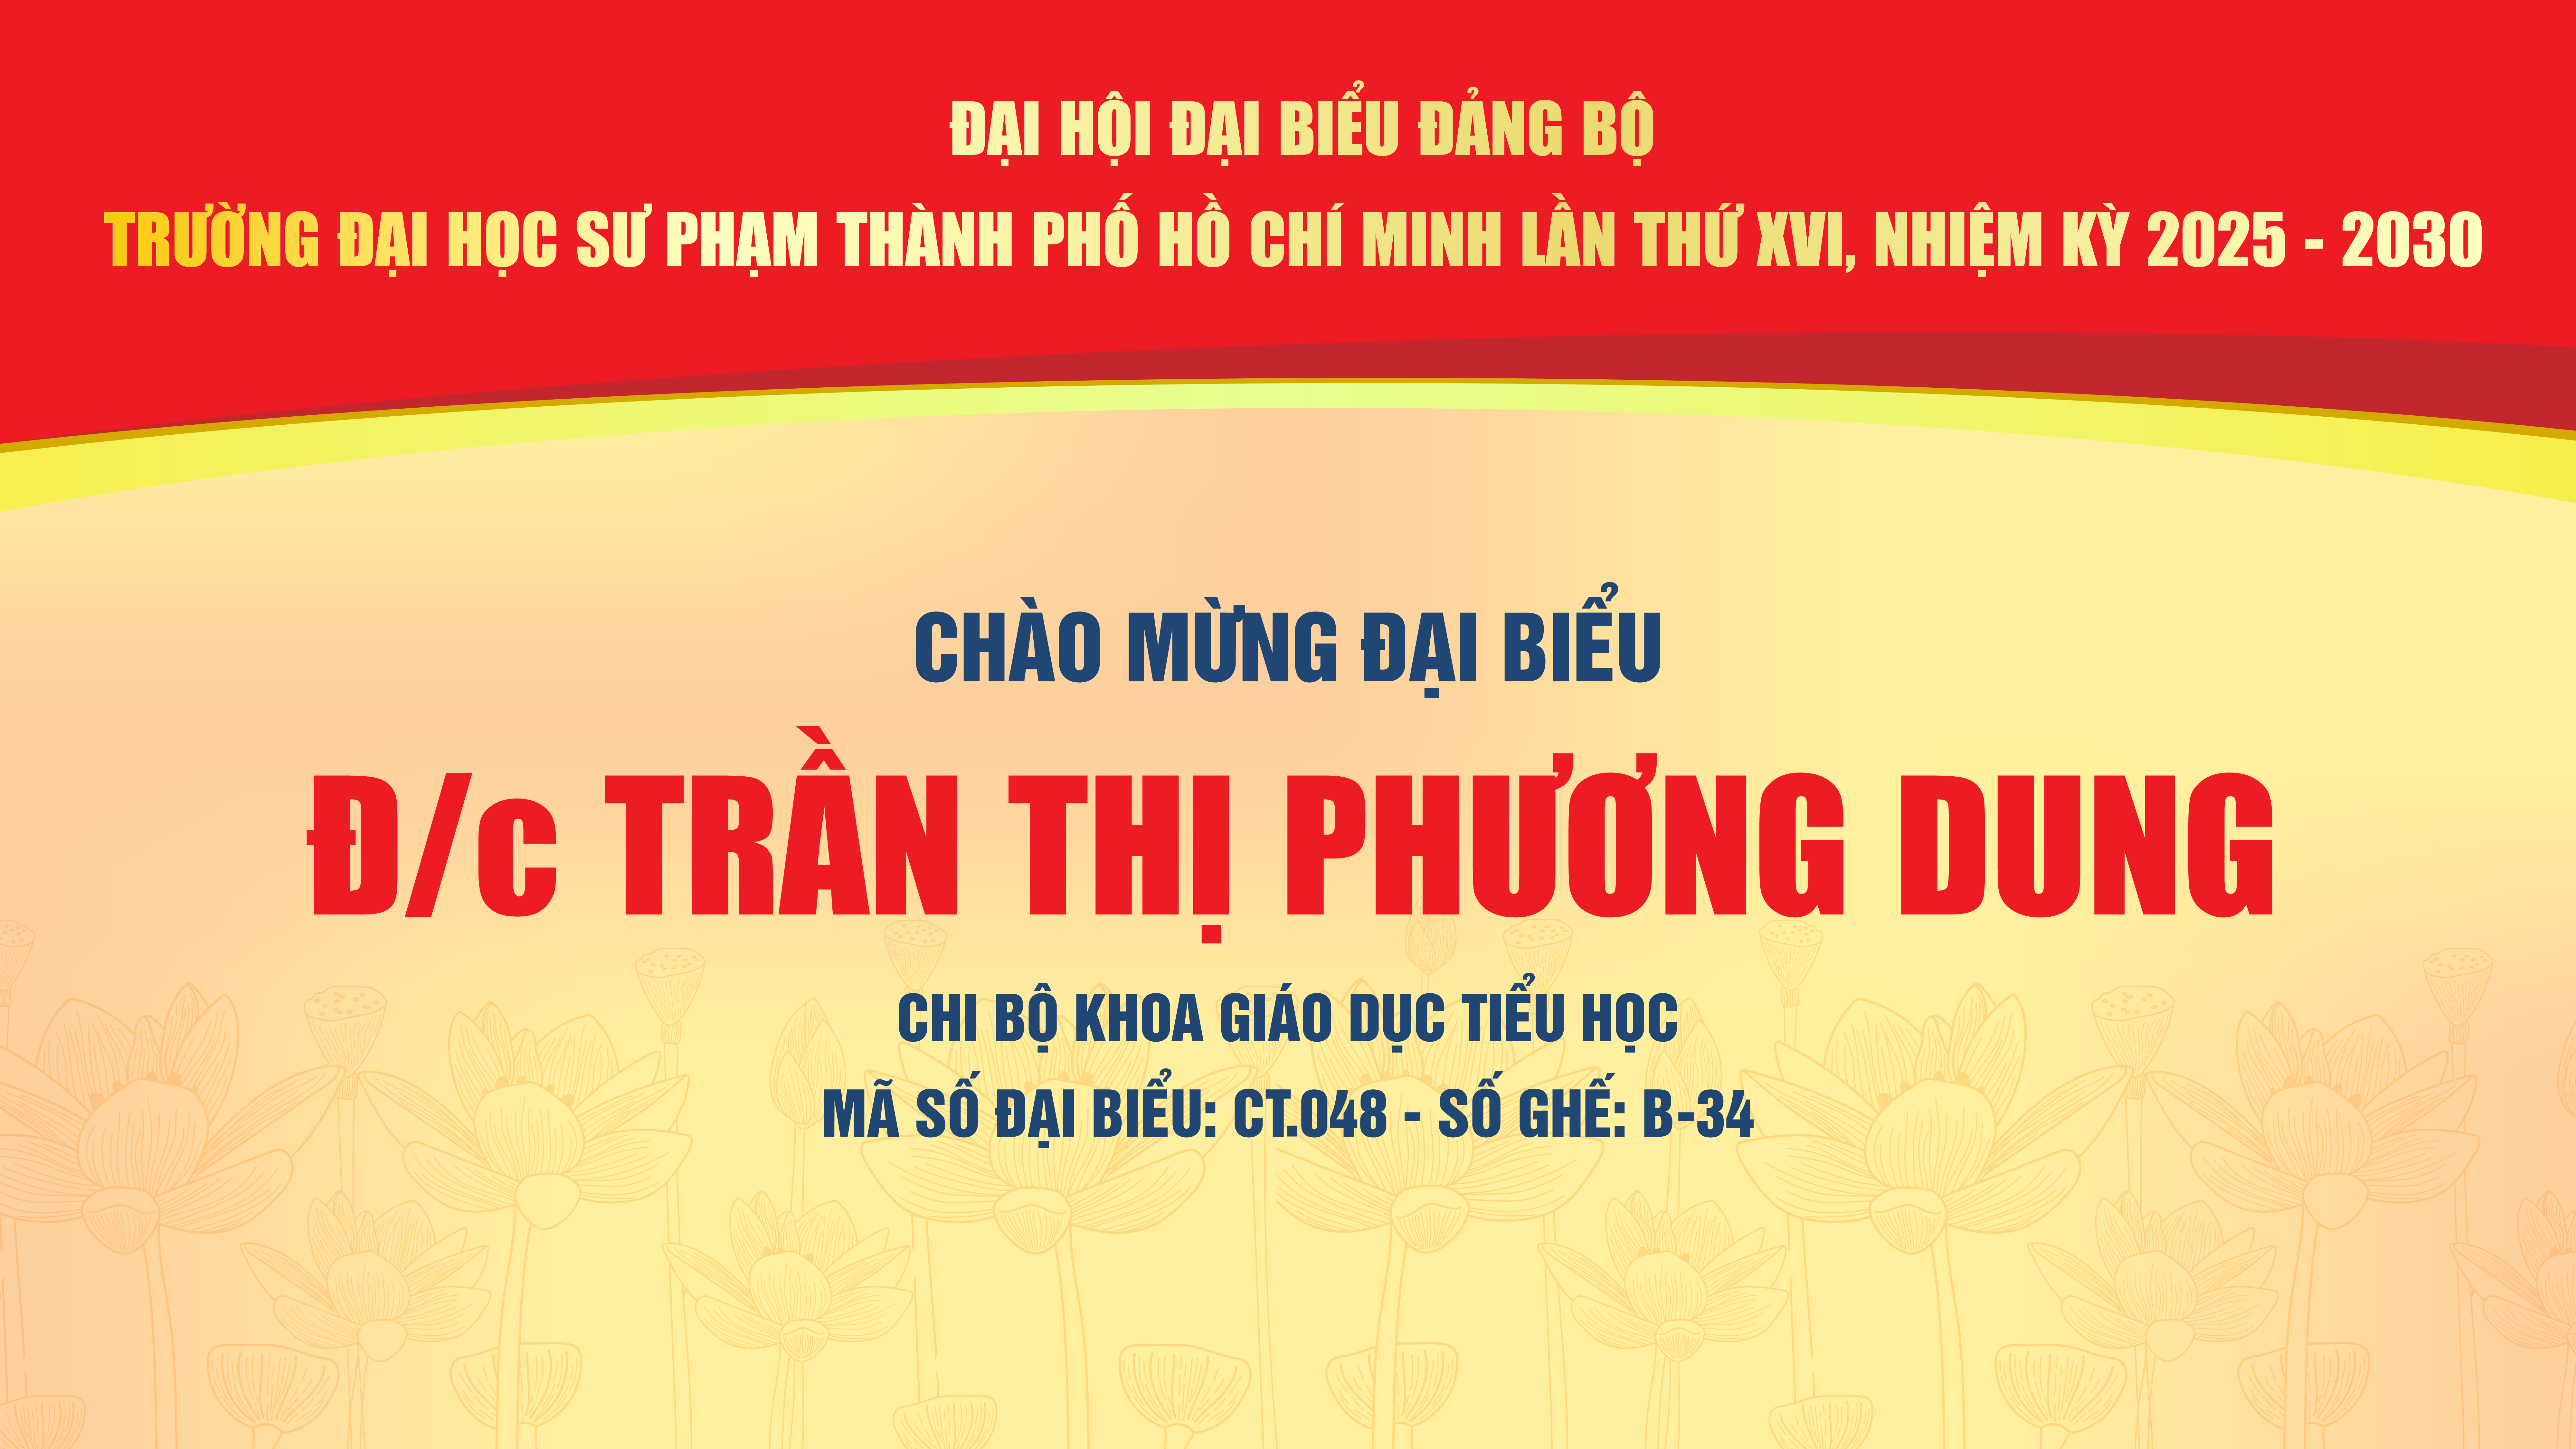 ĐẠI HỘI ĐẠI BIỂU ĐẢNG BỘ
TRƯỜNG ĐẠI HỌC SƯ PHẠM THÀNH PHỐ HỒ CHÍ MINH LẦN THỨ XVI, NHIỆM KỲ 2025 - 2030
CHÀO MỪNG ĐẠI BIỂU
Đ/c TRẦN THỊ PHƯƠNG DUNG
CHI BỘ KHOA GIÁO DỤC TIỂU HỌC
MÃ SỐ ĐẠI BIỂU: CT.048 - SỐ GHẾ: B-34